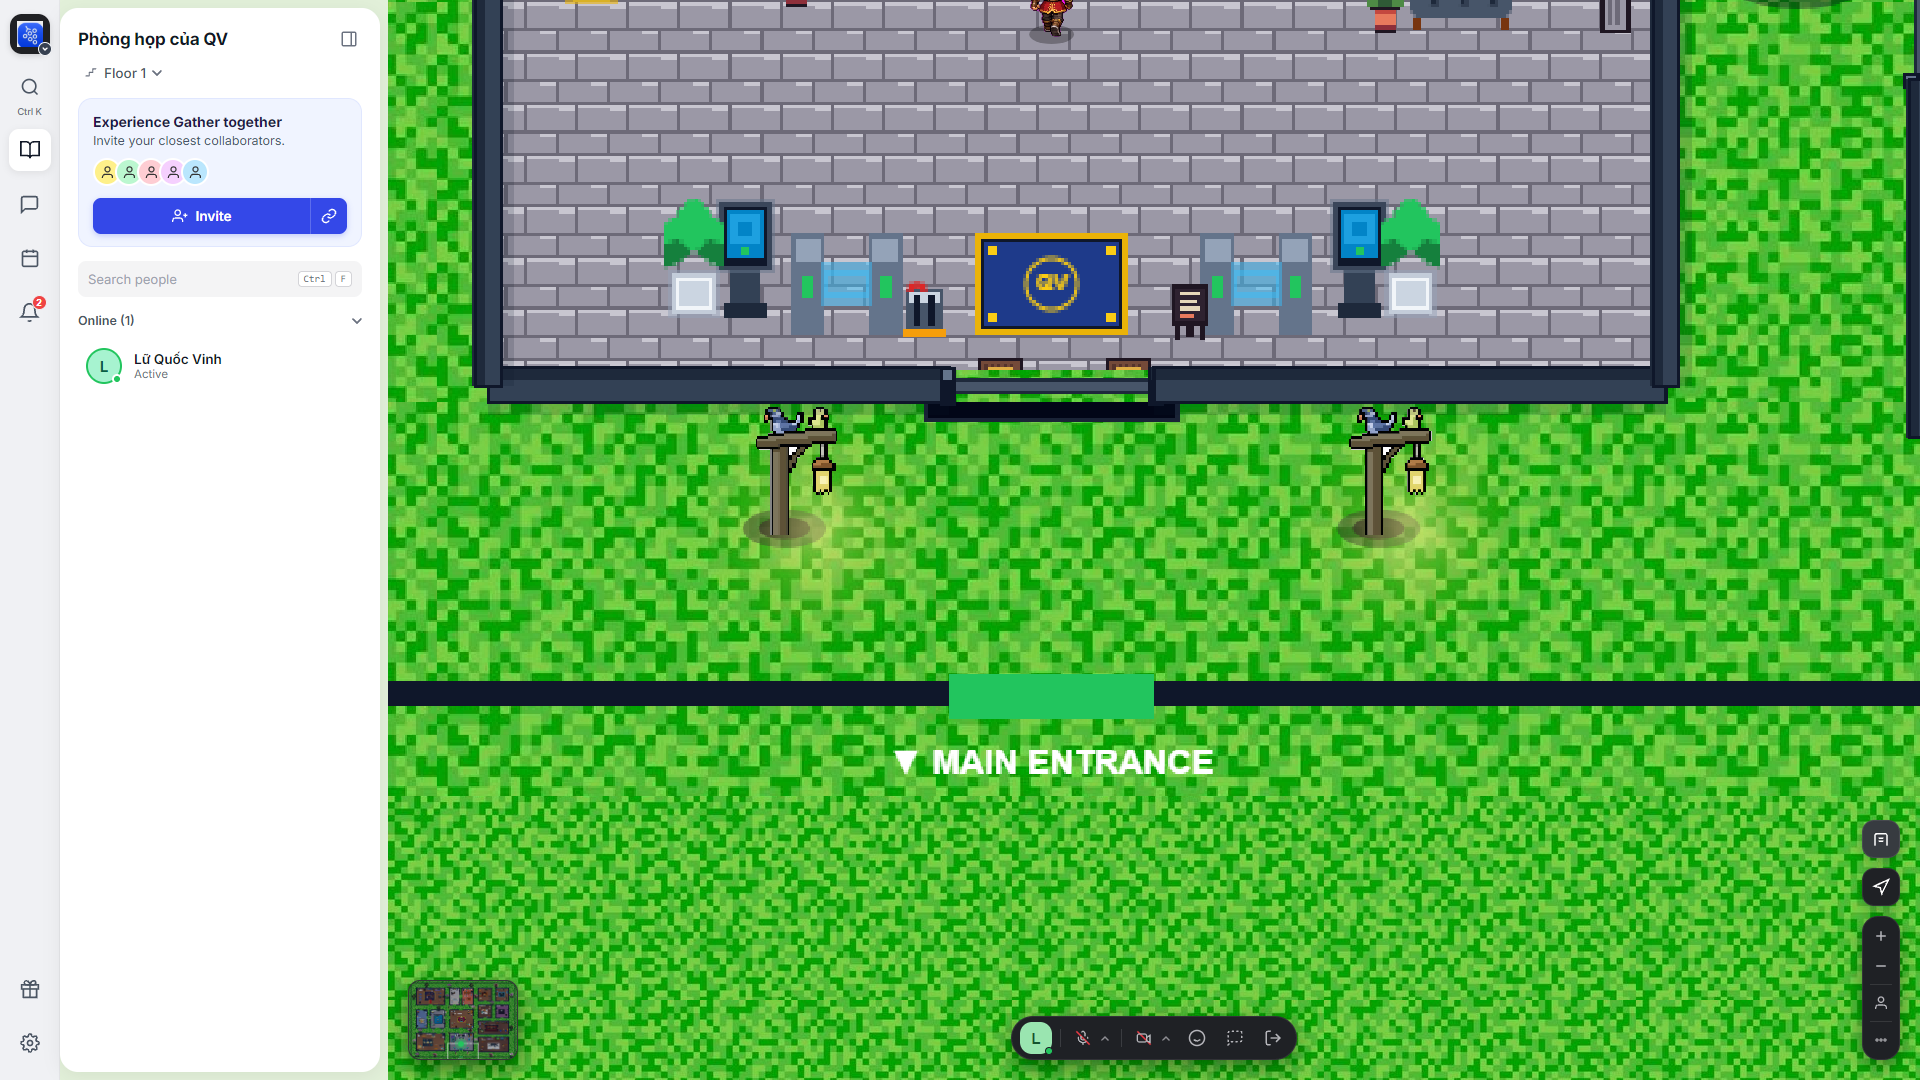 Phòng họp của QV
Floor 1
Ctrl K
Experience Gather together
Invite your closest collaborators.
Invite
Search people
Ctrl F
2
Online (1)
L
Lữ Quốc Vinh
Active
QV
▼ MAIN ENTRANCE
L